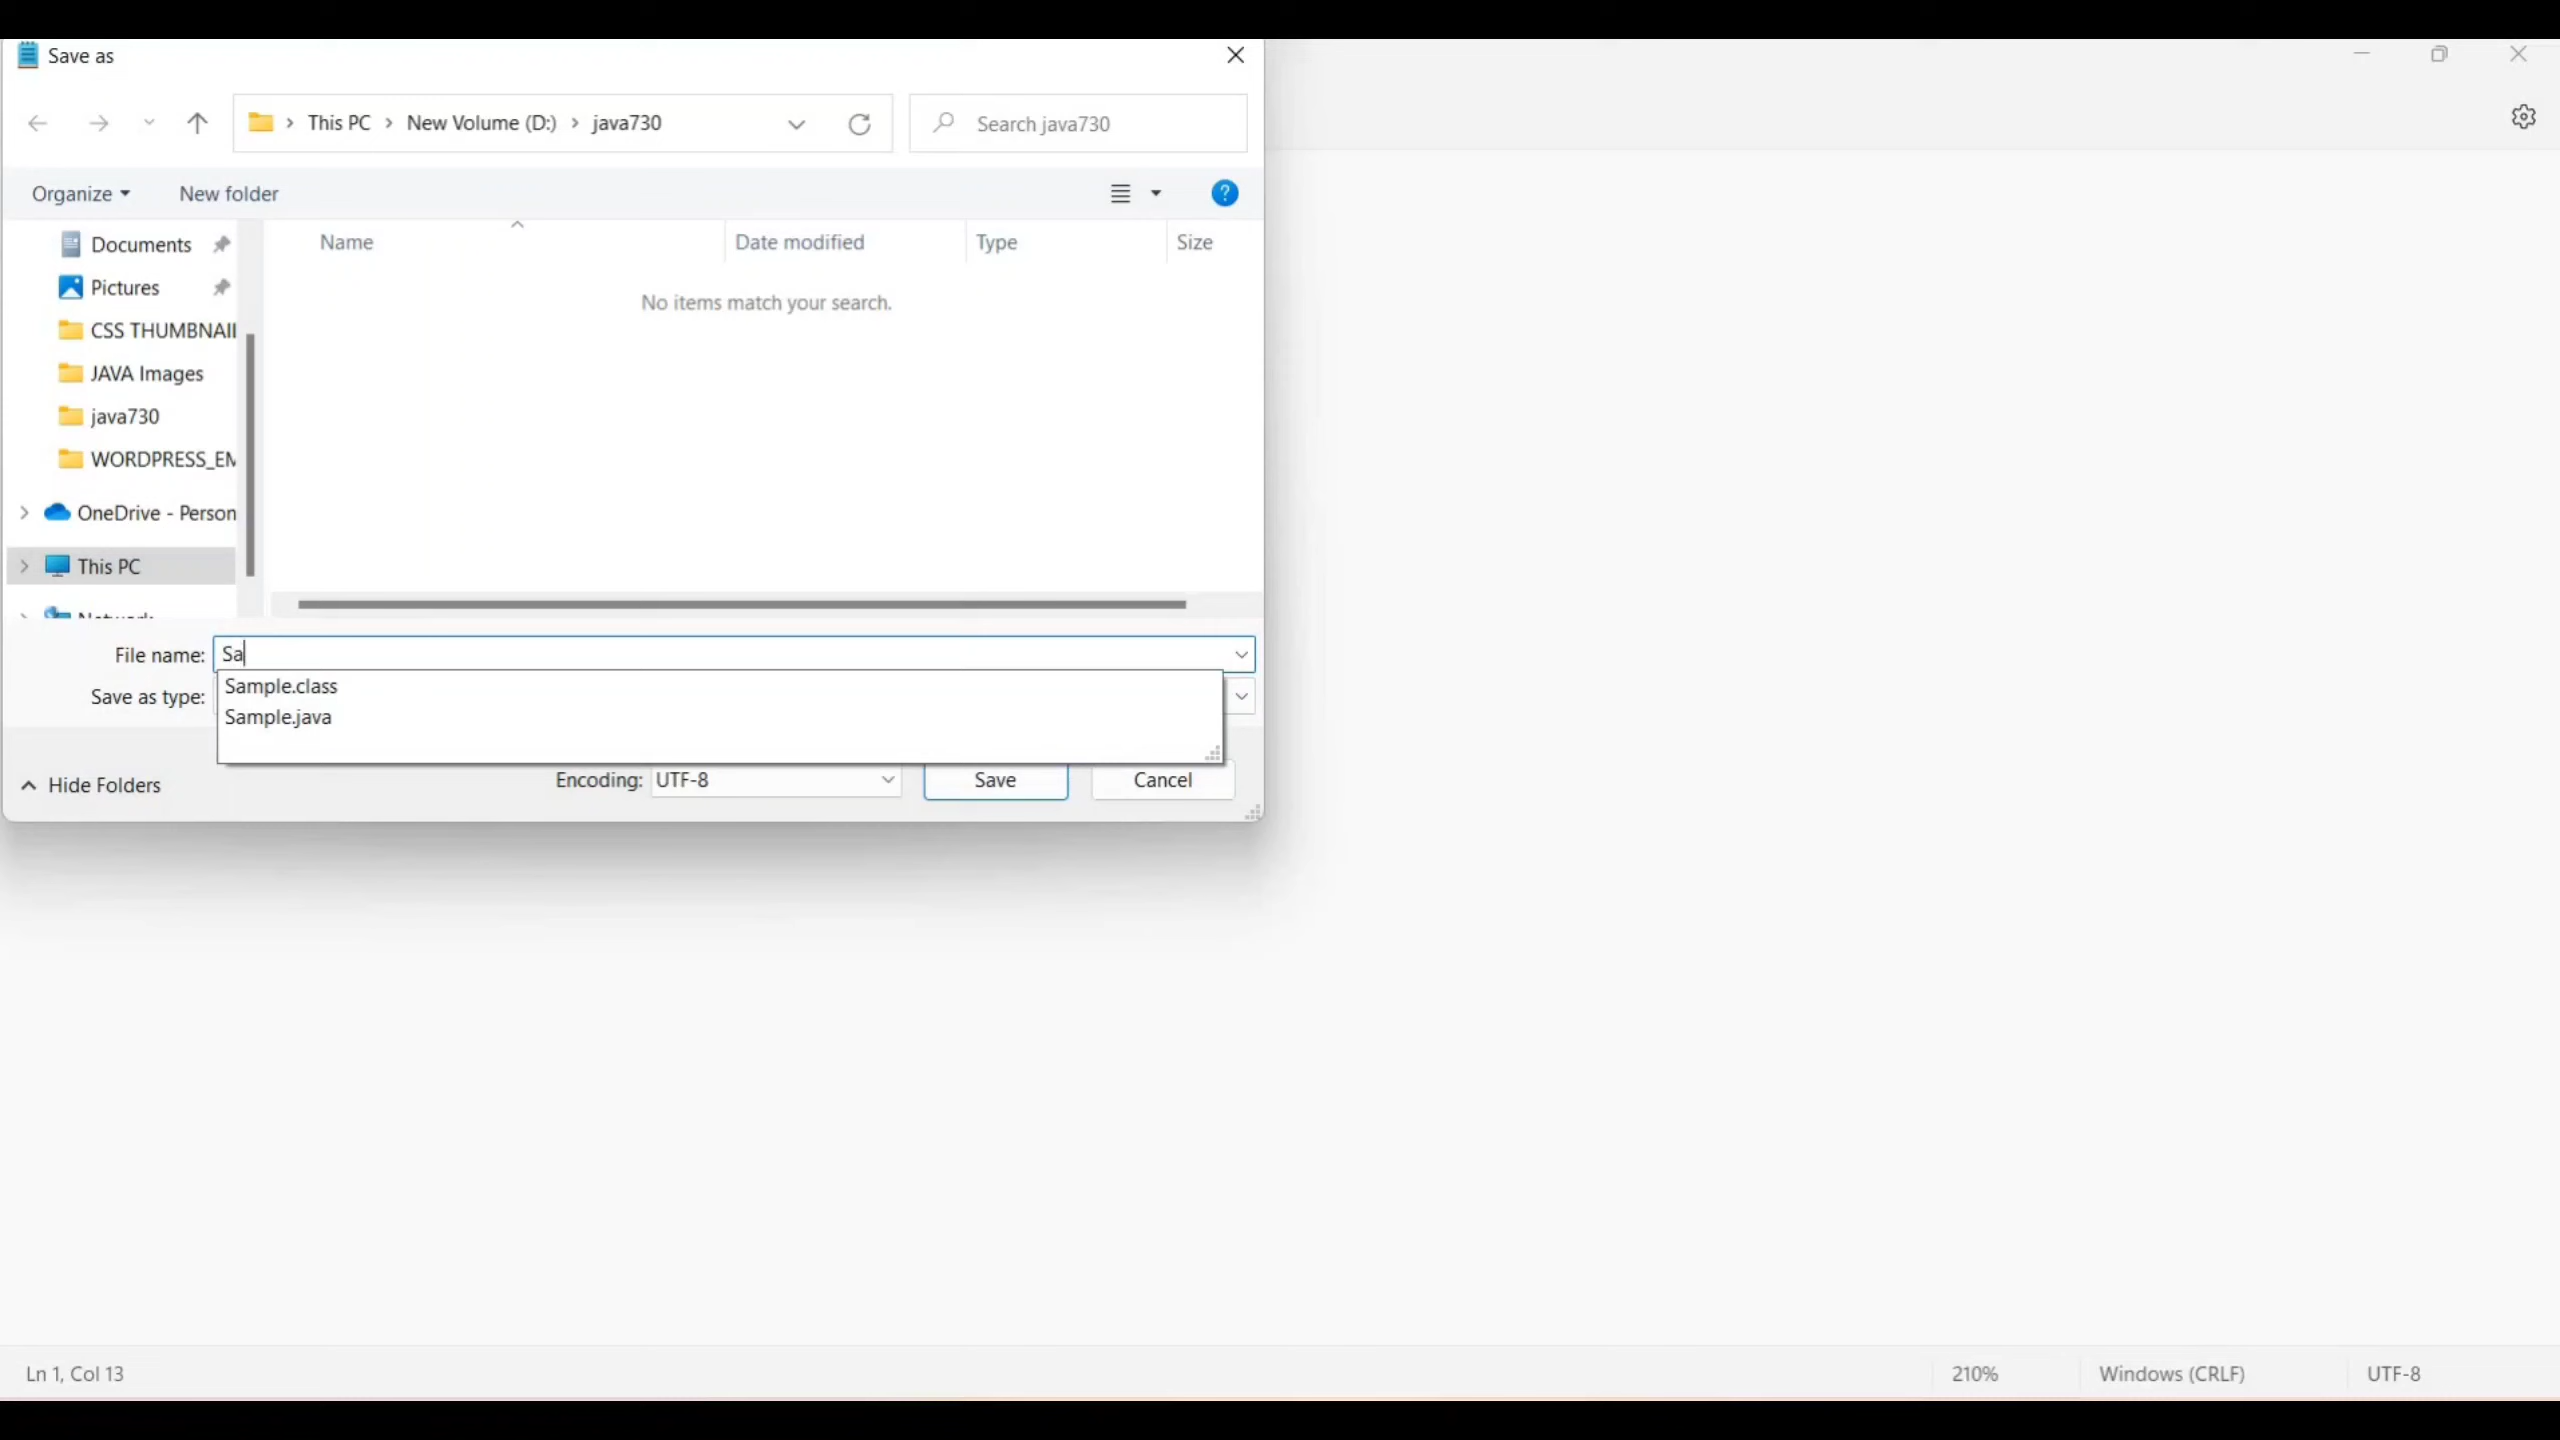 Save as
This PC > New Volume (D:) > java730
Search java730
Organize
New folder
Name
Date modified
Type
Size
No items match your search.
Documents
Pictures
CSS THUMBNAIL
JAVA Images
java730
WORDPRESS_EM
OneDrive - Person
This PC
Network
File name: Sa
Save as type:
Sample.class
Sample.java
Hide Folders
Encoding: UTF-8
Save
Cancel
Ln 1, Col 13
210%
Windows (CRLF)
UTF-8